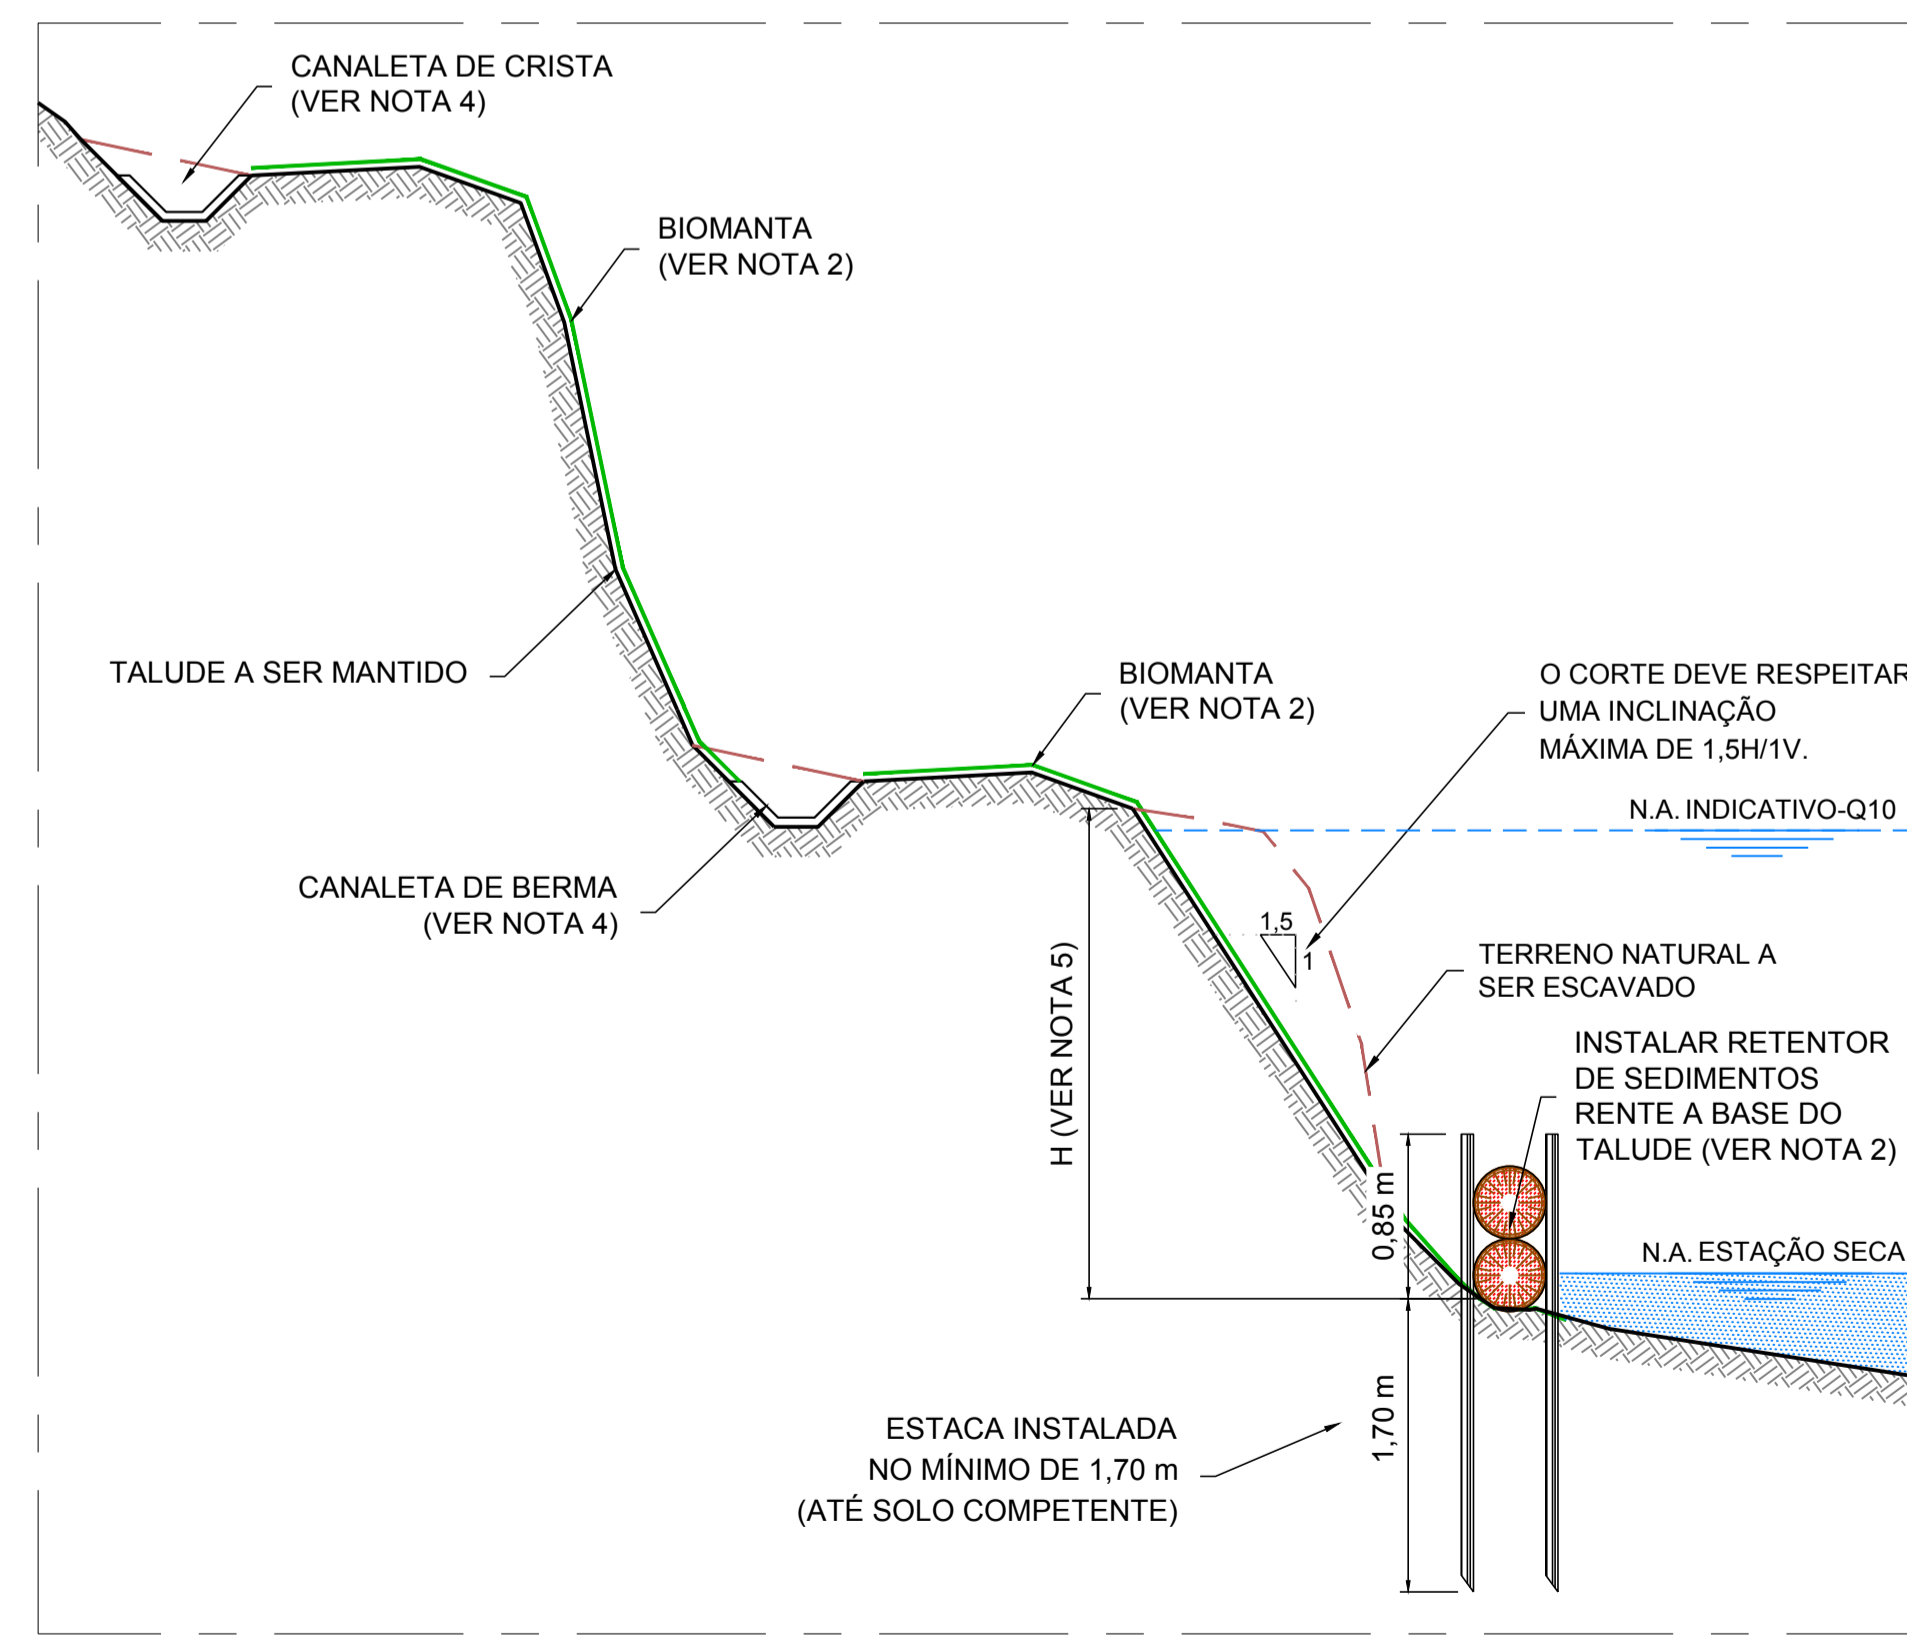 CANALETA DE CRISTA
(VER NOTA 4)
BIOMANTA
(VER NOTA 2)
TALUDE A SER MANTIDO
BIOMANTA
(VER NOTA 2)
O CORTE DEVE RESPEITAR
UMA INCLINAÇÃO
MÁXIMA DE 1,5H/1V.
N.A. INDICATIVO-Q10
CANALETA DE BERMA
(VER NOTA 4)
1,5
1
H (VER NOTA 5)
TERRENO NATURAL A
SER ESCAVADO
INSTALAR RETENTOR
DE SEDIMENTOS
RENTE A BASE DO
TALUDE (VER NOTA 2)
0,85 m
N.A. ESTAÇÃO SECA
1,70 m
ESTACA INSTALADA
NO MÍNIMO DE 1,70 m
(ATÉ SOLO COMPETENTE)